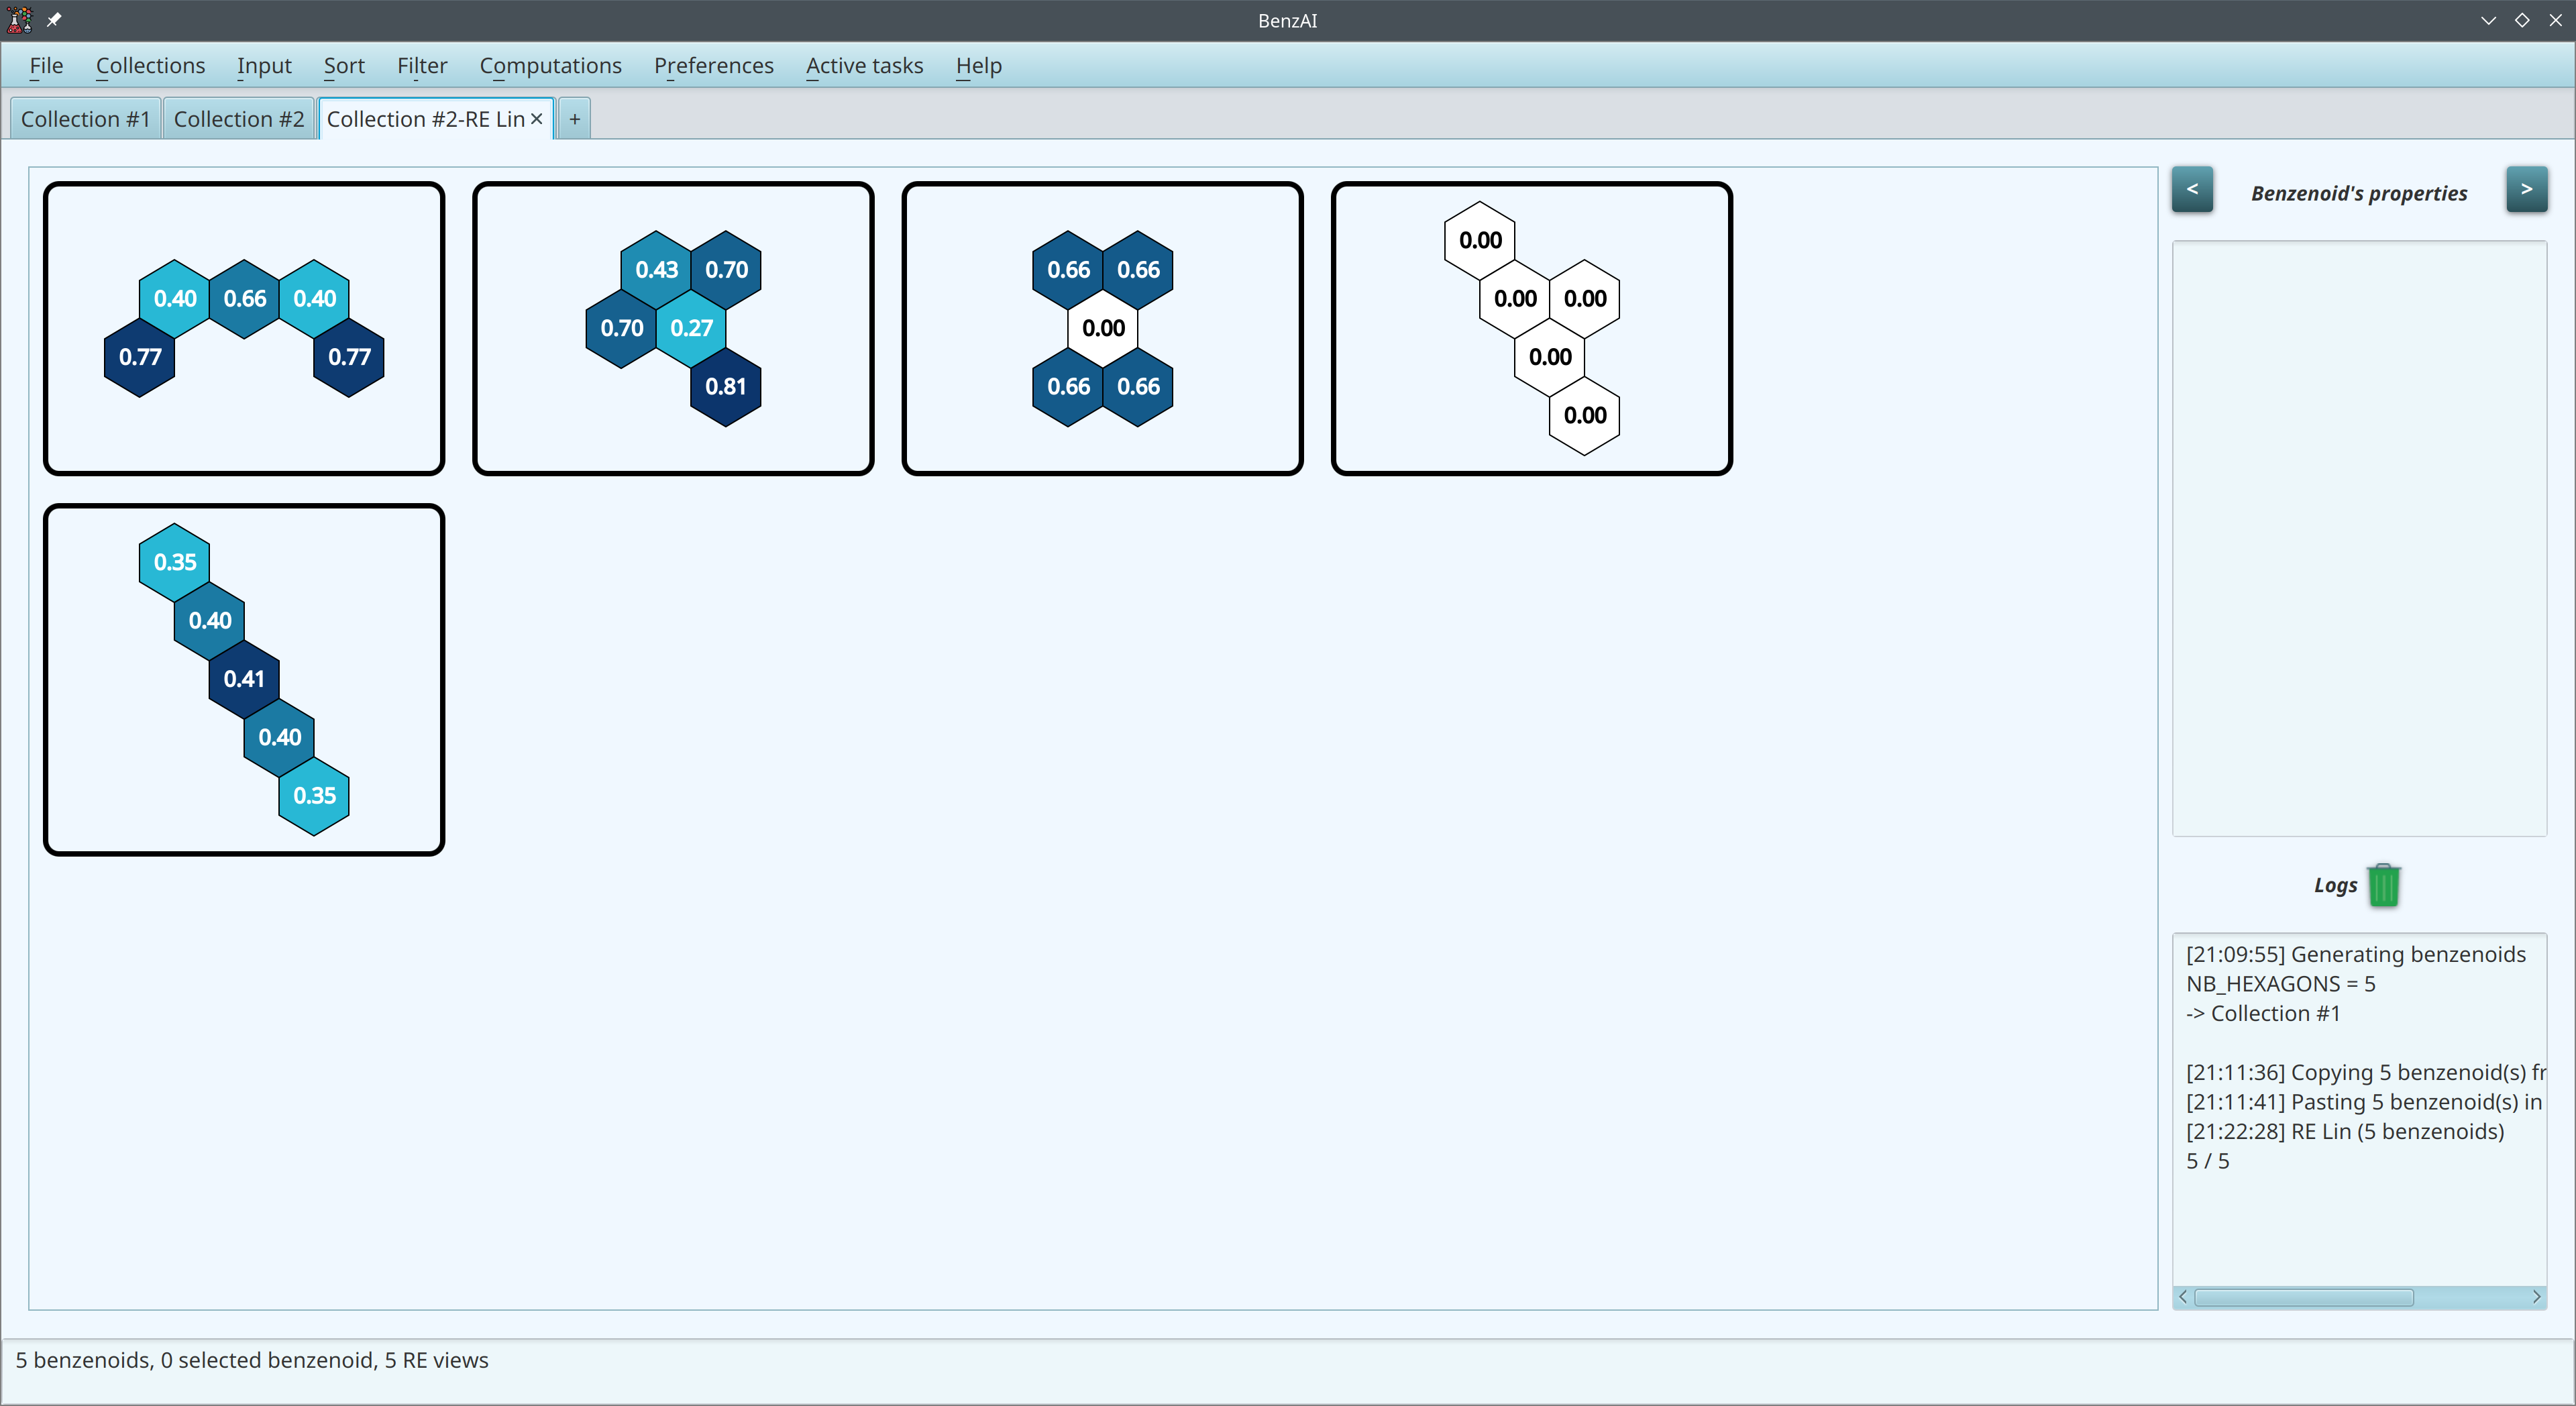 BenzAI
File Collections Input Sort Filter Computations Preferences Active tasks Help
Collection #1 Collection #2 Collection #2-RE Lin × +
0.40 0.66 0.40
0.77 0.77
0.43 0.70
0.70 0.27
0.81
0.66 0.66
0.00
0.66 0.66
0.00
0.00 0.00
0.00
0.00
0.35
0.40
0.41
0.40
0.35
< Benzenoid's properties >
Logs
[21:09:55] Generating benzenoids
NB_HEXAGONS = 5
-> Collection #1
[21:11:36] Copying 5 benzenoid(s) fr
[21:11:41] Pasting 5 benzenoid(s) in
[21:22:28] RE Lin (5 benzenoids)
5 / 5
5 benzenoids, 0 selected benzenoid, 5 RE views